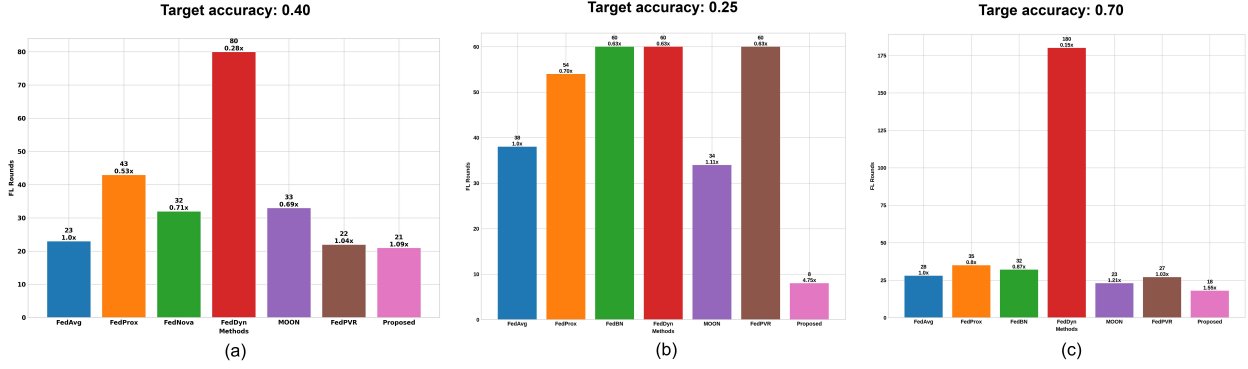 Target accuracy: 0.40
80
0.28x
80
70
60
50
43
0.53x
40
32
0.71x
33
0.69x
30
23
1.0x
22
1.04x
21
1.09x
20
10
0
FL Rounds
FedAvg FedProx FedNova FedDyn MOON FedPVR Proposed
Methods
(a)
Target accuracy: 0.25
60
0.63x
60
0.63x
60
0.63x
60
54
0.70x
50
38
1.0x
40
34
1.11x
30
20
10
8
4.75x
0
FL Rounds
FedAvg FedProx FedBN FedDyn MOON FedPVR Proposed
Methods
(b)
Targe accuracy: 0.70
180
0.15x
175
150
125
100
75
50
28
1.0x
35
0.8x
32
0.87x
23
1.21x
27
1.03x
18
1.55x
25
0
FL Rounds
FedAvg FedProx FedBN FedDyn MOON FedPVR Proposed
Methods
(c)